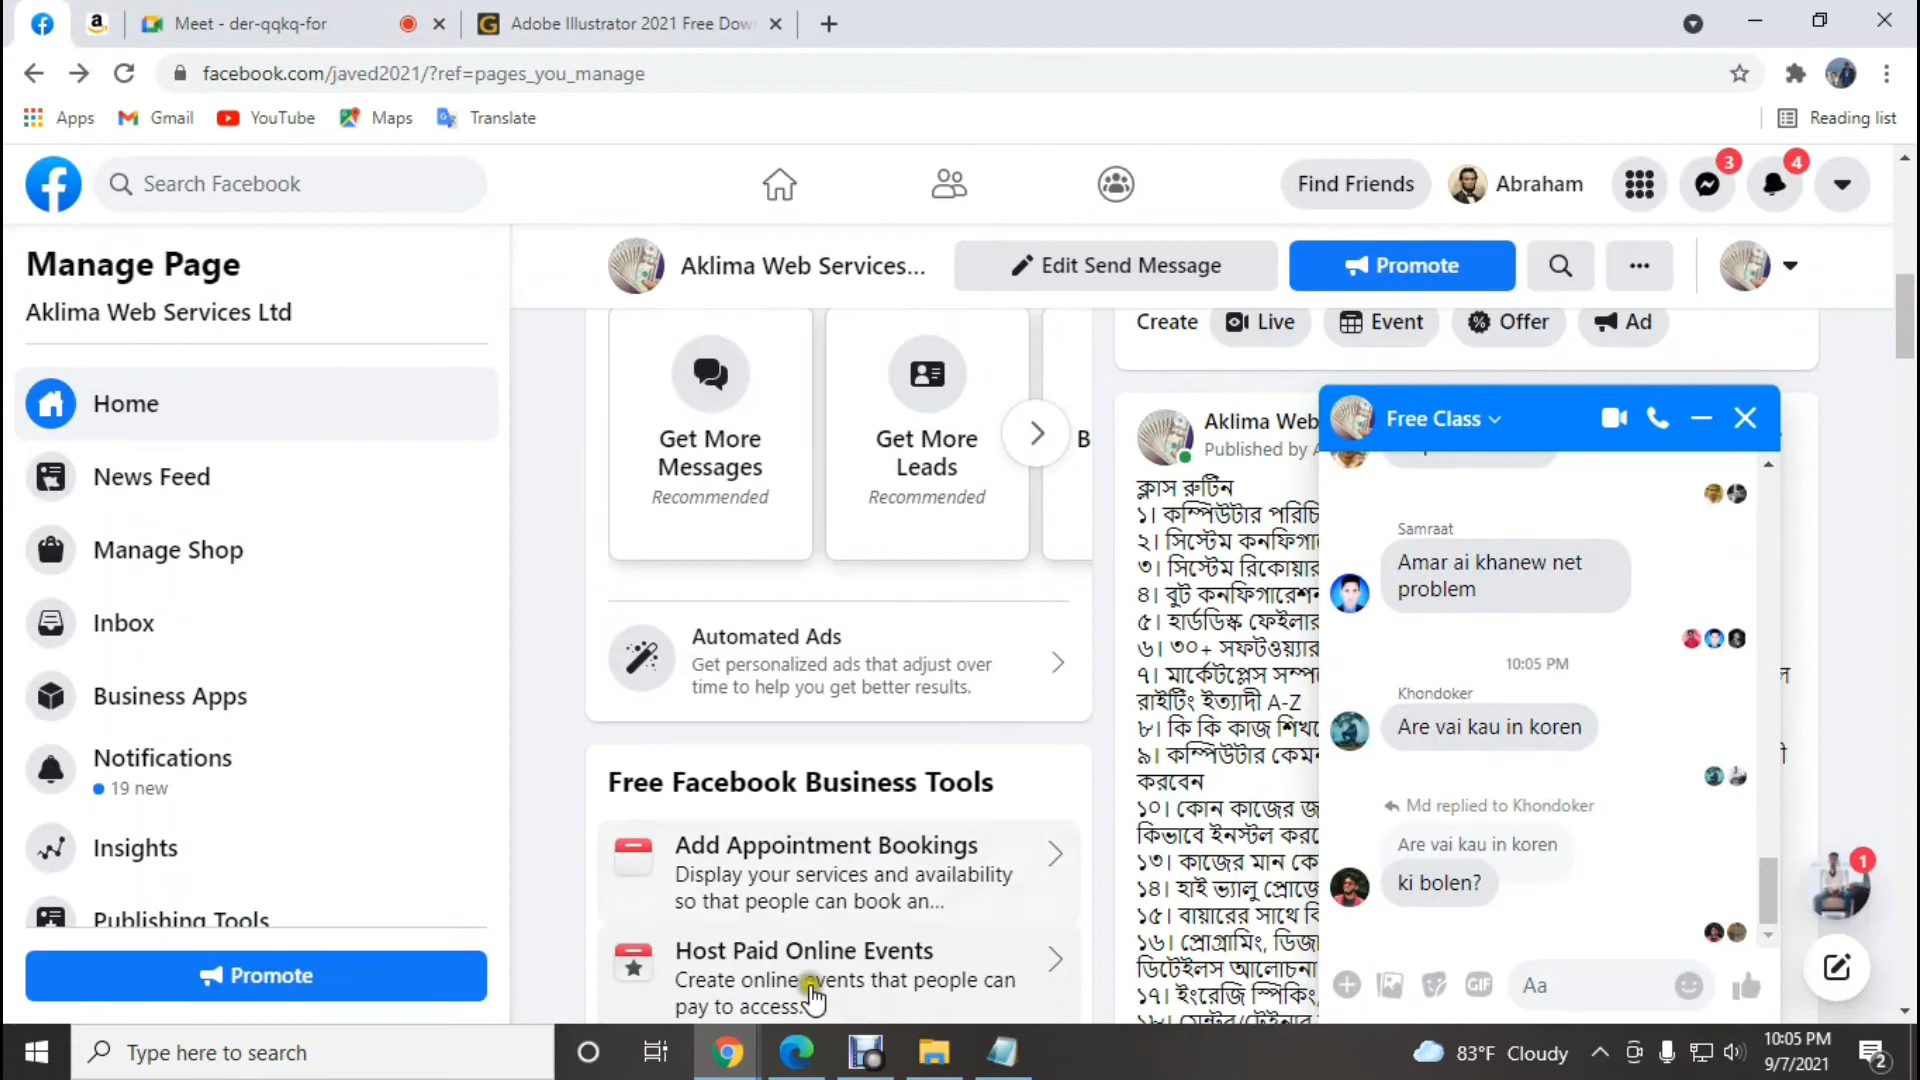 Meet - der-qqkq-for
Adobe Illustrator 2021 Free Dow
facebook.com/javed2021/?ref=pages_you_manage
Apps
Gmail
YouTube
Maps
Translate
Reading list
Search Facebook
Find Friends
Abraham
3
4
Manage Page
Aklima Web Services Ltd
Home
News Feed
Manage Shop
Inbox
Business Apps
Notifications
19 new
Insights
Publishing Tools
Promote
Aklima Web Services...
Edit Send Message
Promote
Get More
Messages
Recommended
Get More
Leads
Recommended
B
Automated Ads
Get personalized ads that adjust over
time to help you get better results.
Free Facebook Business Tools
Add Appointment Bookings
Display your services and availability
so that people can book an...
Host Paid Online Events
Create online events that people can
pay to access.
Create
Live
Event
Offer
Ad
Aklima Web
Published by
ক্লাস রুটিন
১। কম্পিউটার পরিচি
২। সিস্টেম কনফিগা
৩। সিস্টেম রিকোয়ার
৪। বুট কনফিগারেশন
৫। হার্ডডিস্ক ফেইলার
৬। ৩০+ সফটওয়্যার
৭। মার্কেটপ্লেস সম্প
রাইটিং ইত্যাদী A-Z
৮। কি কি কাজ শিখ
৯। কম্পিউটার কেমন
করবেন
১০। কোন কাজের জ
কিভাবে ইনস্টল কর
১৩। কাজের মান কে
১৪। হাই ভ্যালু প্রোজে
১৫। বায়ারের সাথে কি
১৬। প্রোগ্রামিং, ডিজা
ডিটেইলস আলোচনা
১৭। ইংরেজি স্পিকিং,
Free Class
Samraat
Amar ai khanew net
problem
10:05 PM
Khondoker
Are vai kau in koren
Md replied to Khondoker
Are vai kau in koren
ki bolen?
GIF
Aa
1
Type here to search
83°F Cloudy
10:05 PM
9/7/2021
2